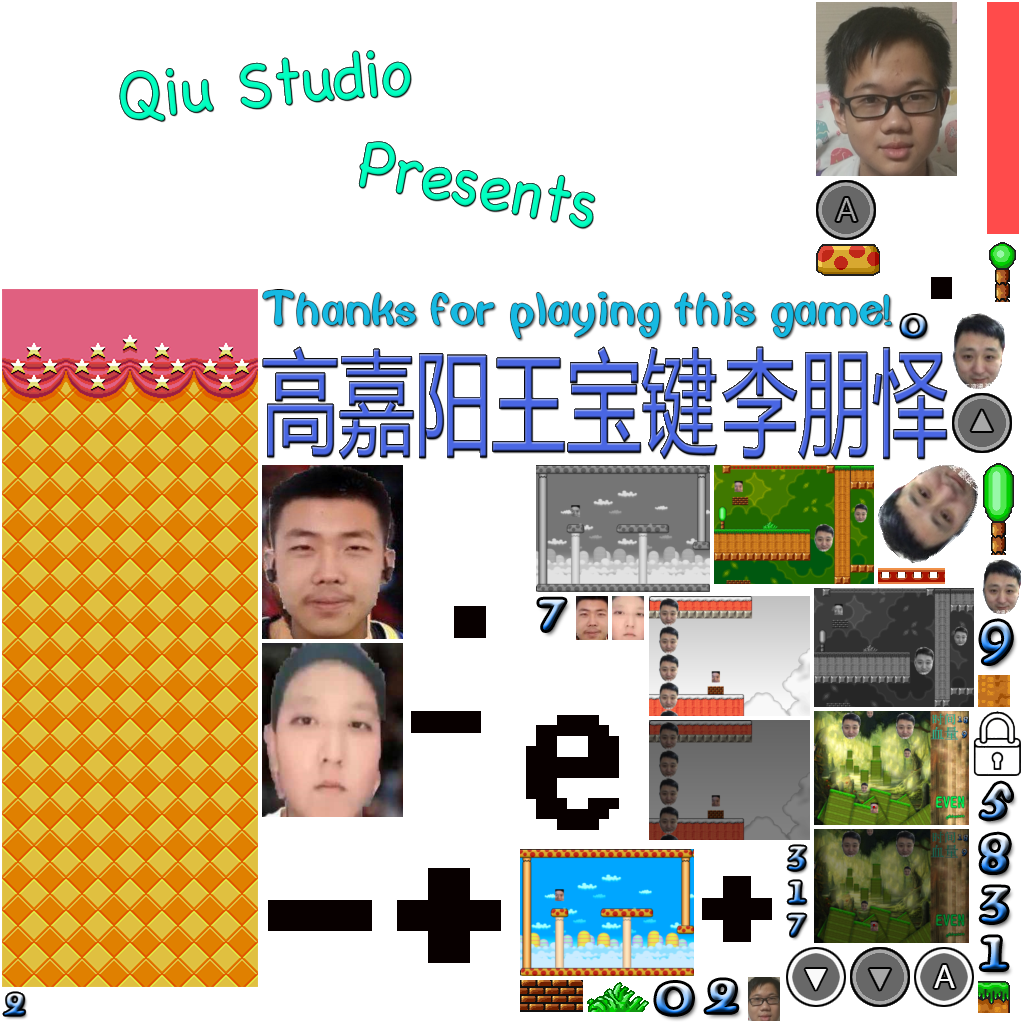 Qiu Studio
Presents
A
Thanks for playing this game!
0
高嘉阳王宝键李朋怿
7
9
e
5
EVEN
8
EVEN
3
1
7
3
1
A
0
2
2